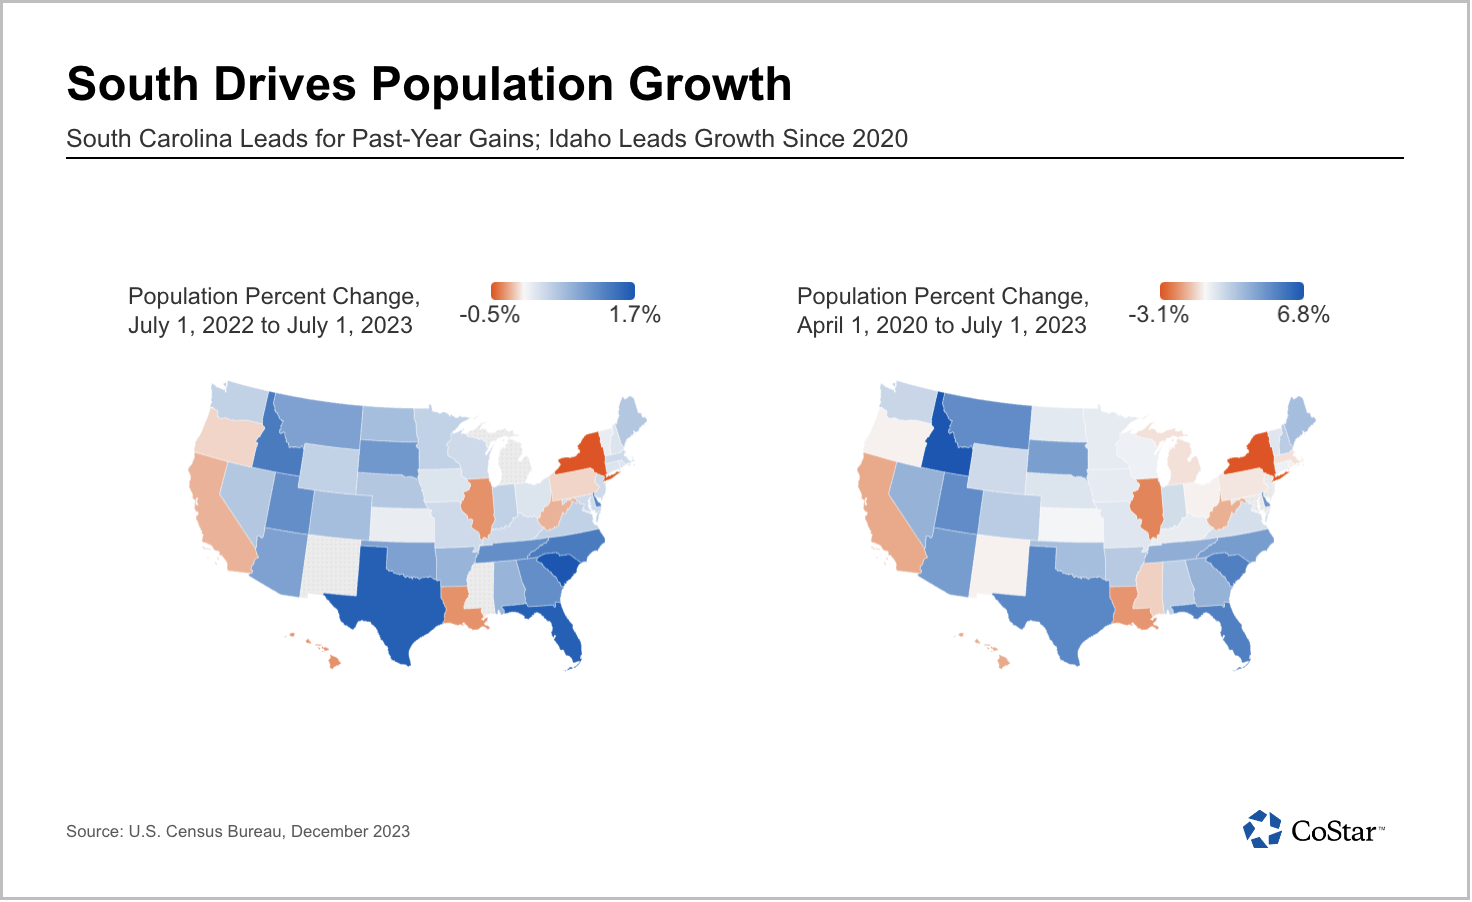 South Drives Population Growth
South Carolina Leads for Past-Year Gains; Idaho Leads Growth Since 2020
Population Percent Change,
July 1, 2022 to July 1, 2023
-0.5%
1.7%
Population Percent Change,
April 1, 2020 to July 1, 2023
-3.1%
6.8%
Source: U.S. Census Bureau, December 2023
CoStar™